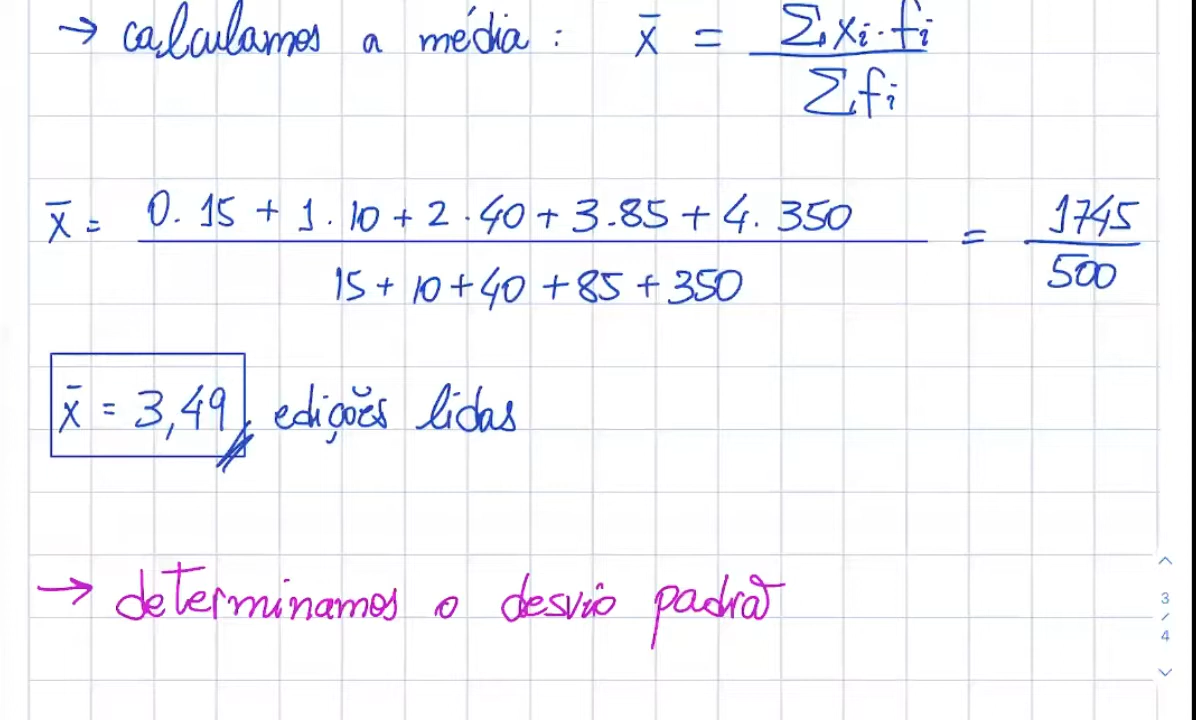 → calculamos a média : x̄ = Σxi·fi / Σfi
x̄ = 0.15 + 1.10 + 2.40 + 3.85 + 4.350 / 15 + 10 + 40 + 85 + 350 = 1745 / 500
x̄ = 3,49 edições lidas
→ determinamos o desvio padrão
3
/
4